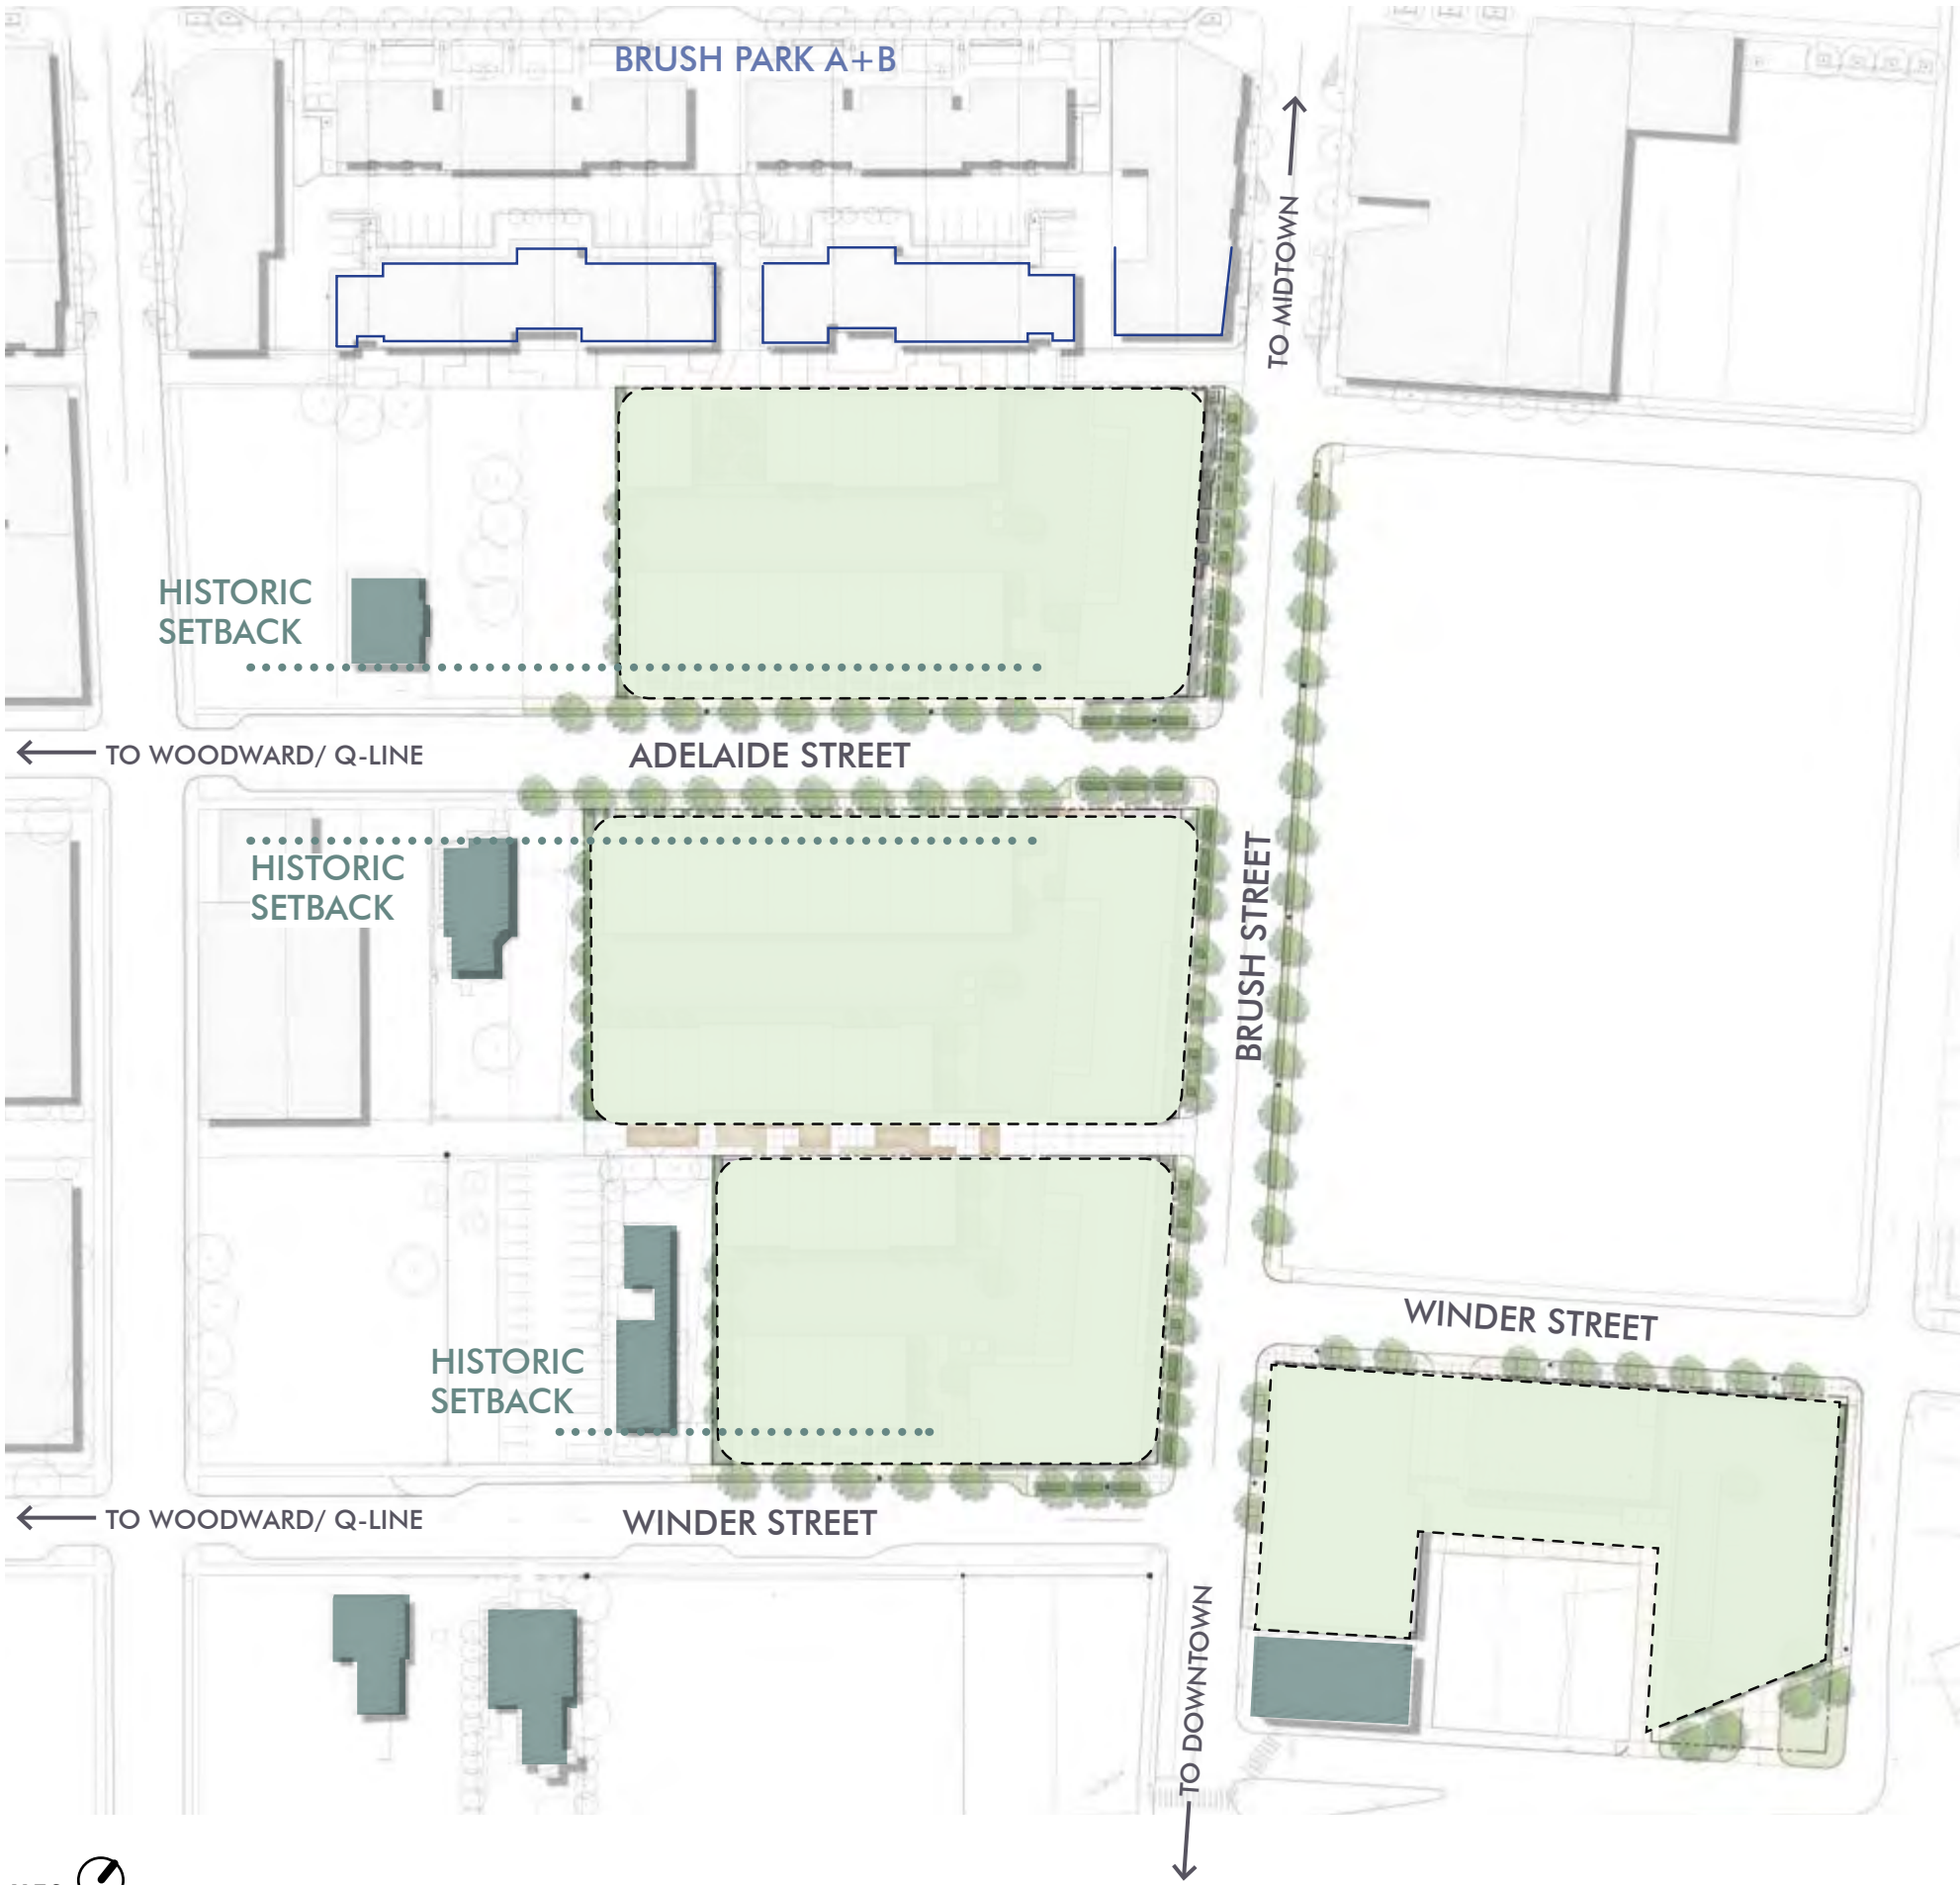 BRUSH PARK A+B
TO MIDTOWN
HISTORIC
SETBACK
TO WOODWARD/ Q-LINE
ADELAIDE STREET
HISTORIC
SETBACK
BRUSH STREET
WINDER STREET
HISTORIC
SETBACK
TO WOODWARD/ Q-LINE
WINDER STREET
TO DOWNTOWN